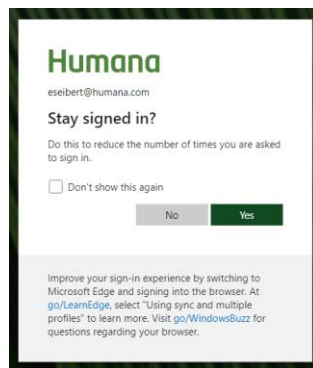 Humana
eseibert@humana.com
Stay signed in?
Do this to reduce the number of times you are asked
to sign in.
Don't show this again
No
Yes
Improve your sign-in experience by switching to
Microsoft Edge and signing into the browser. At
go/LearnEdge, select "Using sync and multiple
profiles" to learn more. Visit go/WindowsBuzz for
questions regarding your browser.